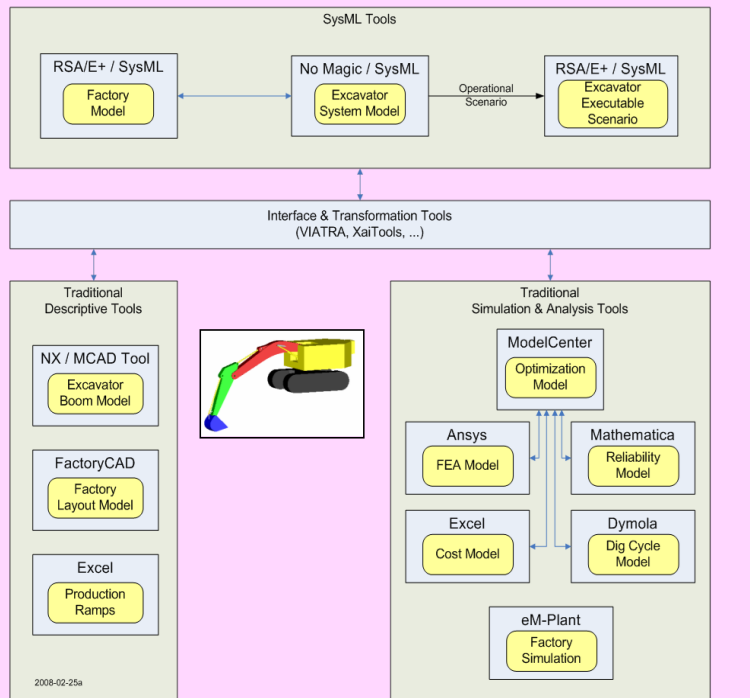 SysML Tools
RSA/E+ / SysML
Factory
Model
No Magic / SysML
Excavator
System Model
Operational
Scenario
RSA/E+ / SysML
Excavator
Executable
Scenario
Interface & Transformation Tools
(VIATRA, XaiTools, ...)
Traditional
Descriptive Tools
NX / MCAD Tool
Excavator
Boom Model
FactoryCAD
Factory
Layout Model
Excel
Production
Ramps
2008-02-25a
Traditional
Simulation & Analysis Tools
ModelCenter
Optimization
Model
Ansys
FEA Model
Mathematica
Reliability
Model
Excel
Cost Model
Dymola
Dig Cycle
Model
eM-Plant
Factory
Simulation